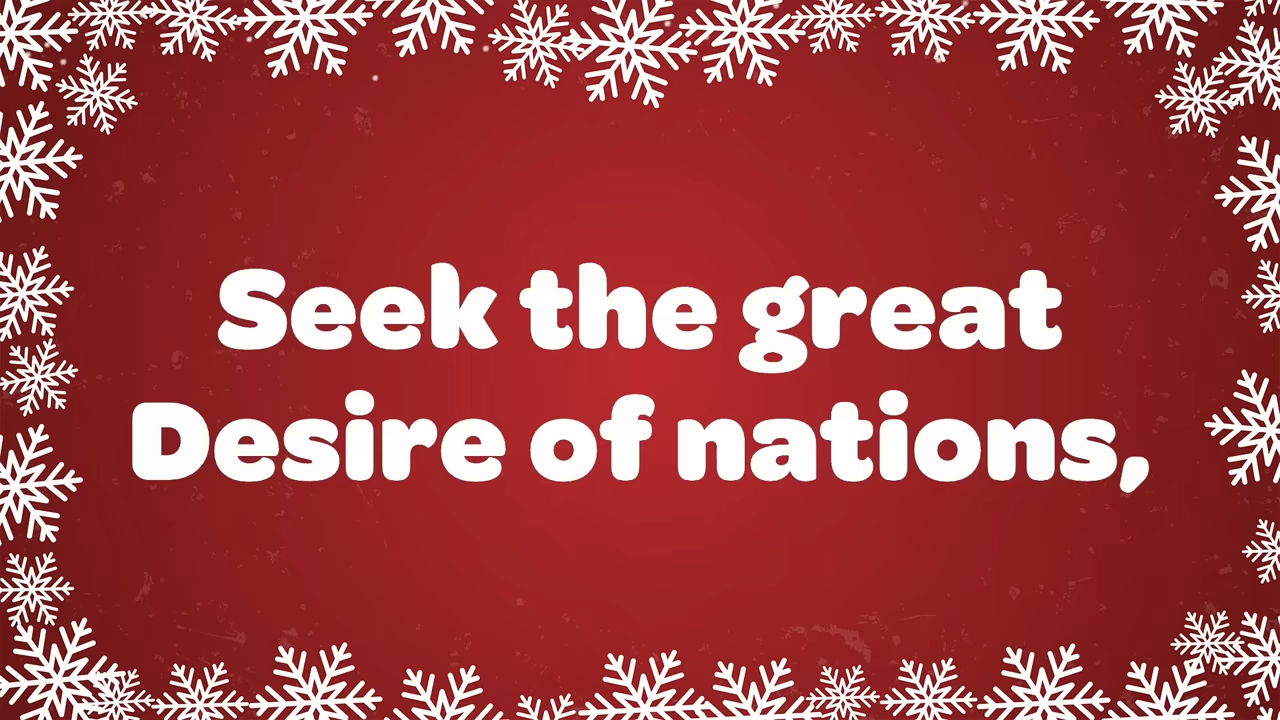 Seek the great
Desire of nations,